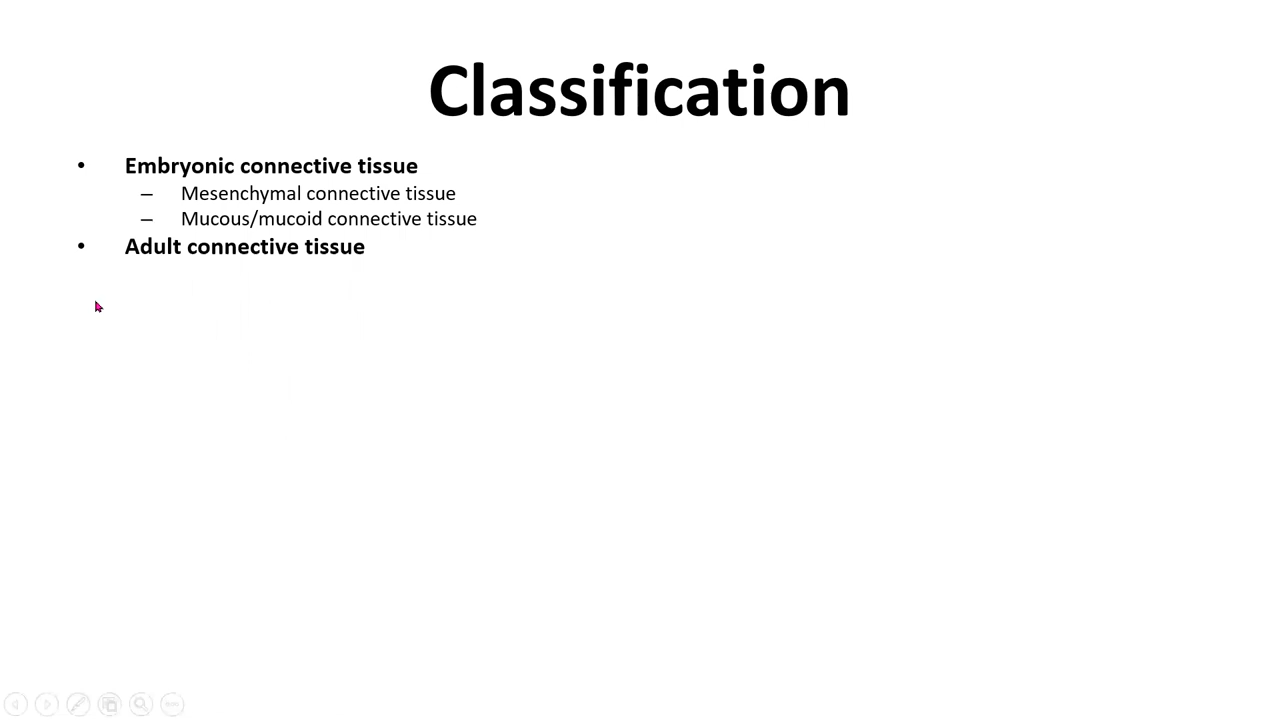 Classification
• Embryonic connective tissue
– Mesenchymal connective tissue
– Mucous/mucoid connective tissue
• Adult connective tissue